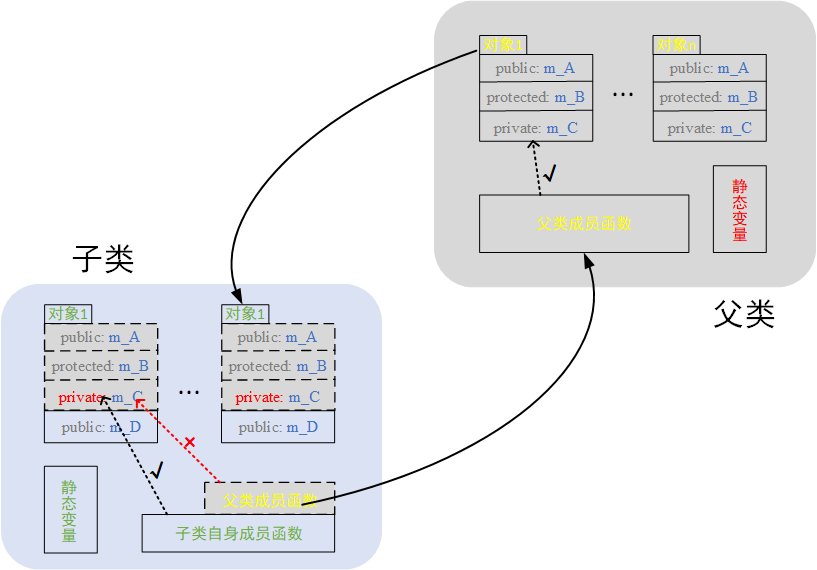 对象1
对象n
public: m_A
public: m_A
protected: m_B
protected: m_B
...
private: m_C
private: m_C
√
静态变量
父类成员函数
父类
子类
对象1
对象1
public: m_A
public: m_A
protected: m_B
protected: m_B
...
private: m_C
private: m_C
public: m_D
public: m_D
×
√
静态变量
父类成员函数
子类自身成员函数